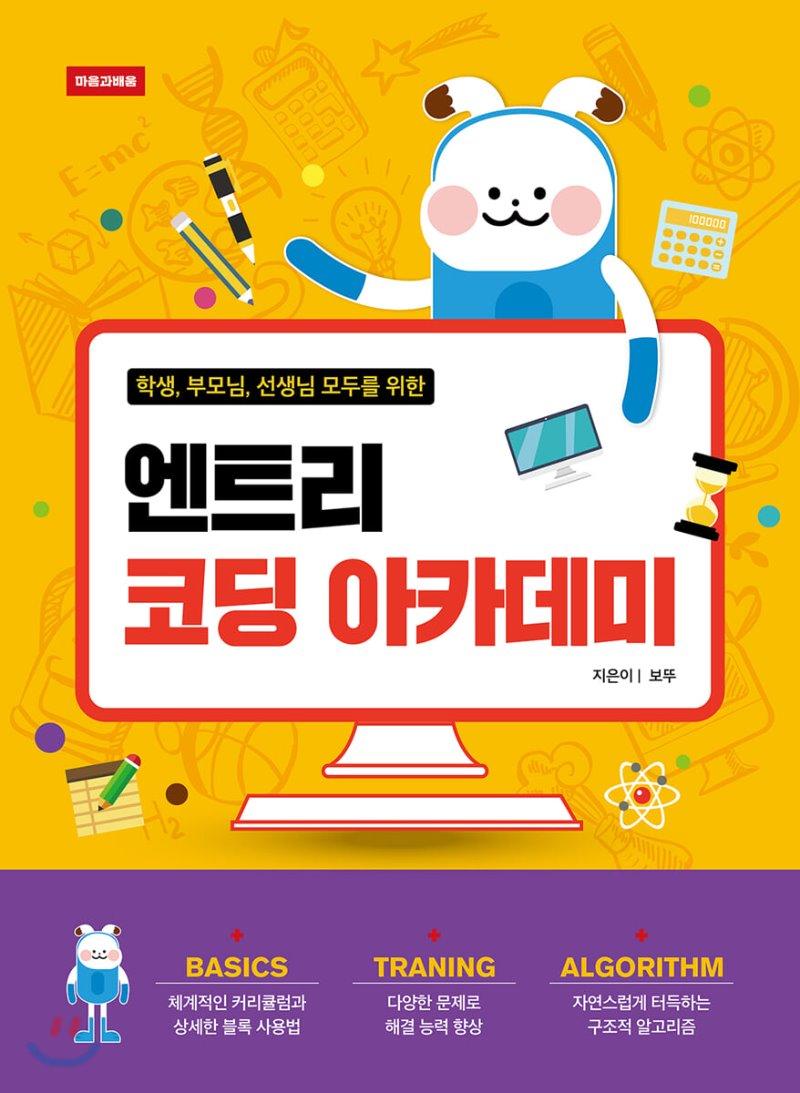 마음과배움
E=mc²
100000
학생, 부모님, 선생님 모두를 위한
엔트리
코딩 아카데미
지은이 | 보뚜
H₂
BASICS
체계적인 커리큘럼과
상세한 블록 사용법
TRANING
다양한 문제로
해결 능력 향상
ALGORITHM
자연스럽게 터득하는
구조적 알고리즘